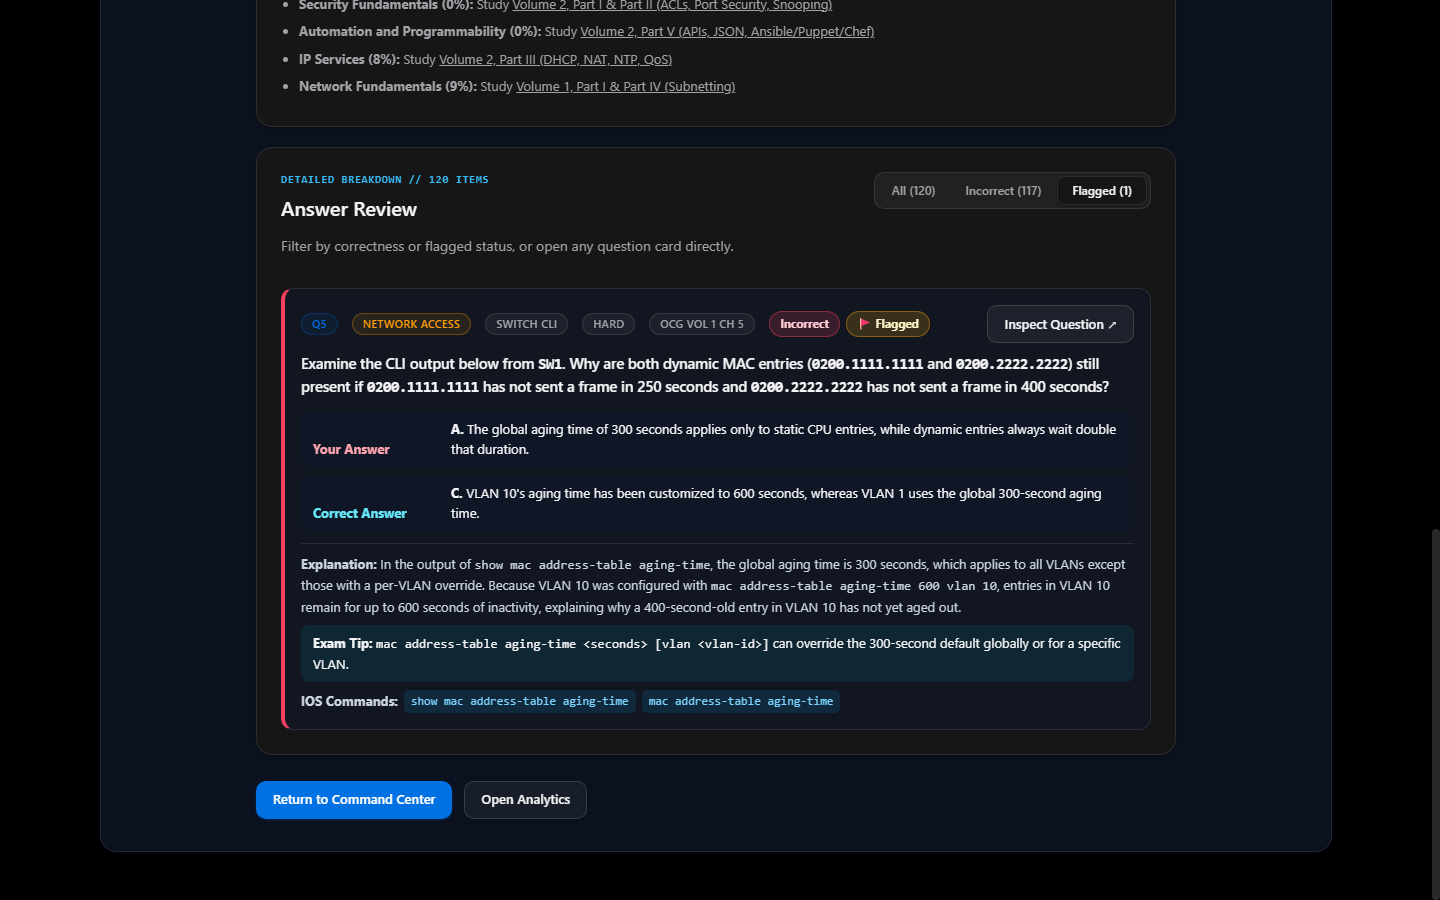 Security Fundamentals (0%): Study Volume 2, Part I & Part II (ACLs, Port Security, Snooping)
Automation and Programmability (0%): Study Volume 2, Part V (APIs, JSON, Ansible/Puppet/Chef)
IP Services (8%): Study Volume 2, Part III (DHCP, NAT, NTP, QoS)
Network Fundamentals (9%): Study Volume 1, Part I & Part IV (Subnetting)
DETAILED BREAKDOWN // 120 ITEMS
Answer Review
All (120) Incorrect (117) Flagged (1)
Filter by correctness or flagged status, or open any question card directly.
Q5 NETWORK ACCESS SWITCH CLI HARD OCG VOL 1 CH 5 Incorrect Flagged Inspect Question ↗
Examine the CLI output below from SW1. Why are both dynamic MAC entries (0200.1111.1111 and 0200.2222.2222) still
present if 0200.1111.1111 has not sent a frame in 250 seconds and 0200.2222.2222 has not sent a frame in 400 seconds?
Your Answer
A. The global aging time of 300 seconds applies only to static CPU entries, while dynamic entries always wait double
that duration.
Correct Answer
C. VLAN 10's aging time has been customized to 600 seconds, whereas VLAN 1 uses the global 300-second aging
time.
Explanation: In the output of show mac address-table aging-time, the global aging time is 300 seconds, which applies to all VLANs except
those with a per-VLAN override. Because VLAN 10 was configured with mac address-table aging-time 600 vlan 10, entries in VLAN 10
remain for up to 600 seconds of inactivity, explaining why a 400-second-old entry in VLAN 10 has not yet aged out.
Exam Tip: mac address-table aging-time <seconds> [vlan <vlan-id>] can override the 300-second default globally or for a specific
VLAN.
IOS Commands: show mac address-table aging-time mac address-table aging-time
Return to Command Center Open Analytics